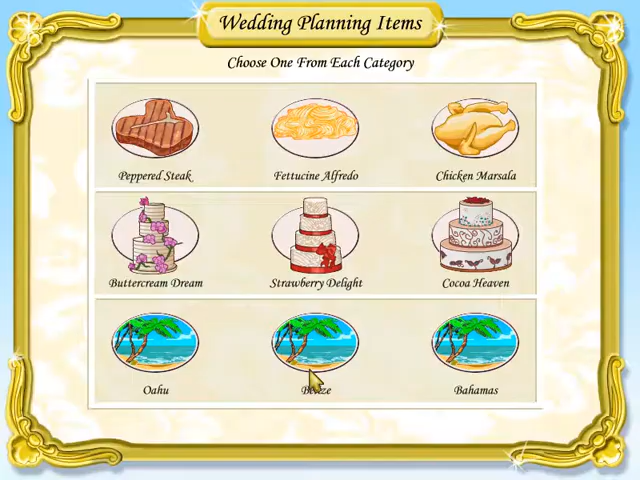 Wedding Planning Items
Choose One From Each Category
Peppered Steak
Fettucine Alfredo
Chicken Marsala
Buttercream Dream
Strawberry Delight
Cocoa Heaven
Oahu
Bahamas